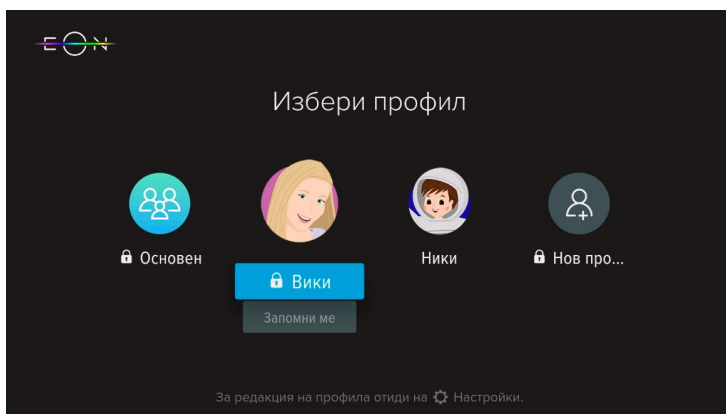 EON
Избери профил
Основен
Вики
Ники
Нов про...
Запомни ме
За редакция на профила отиди на Настройки.